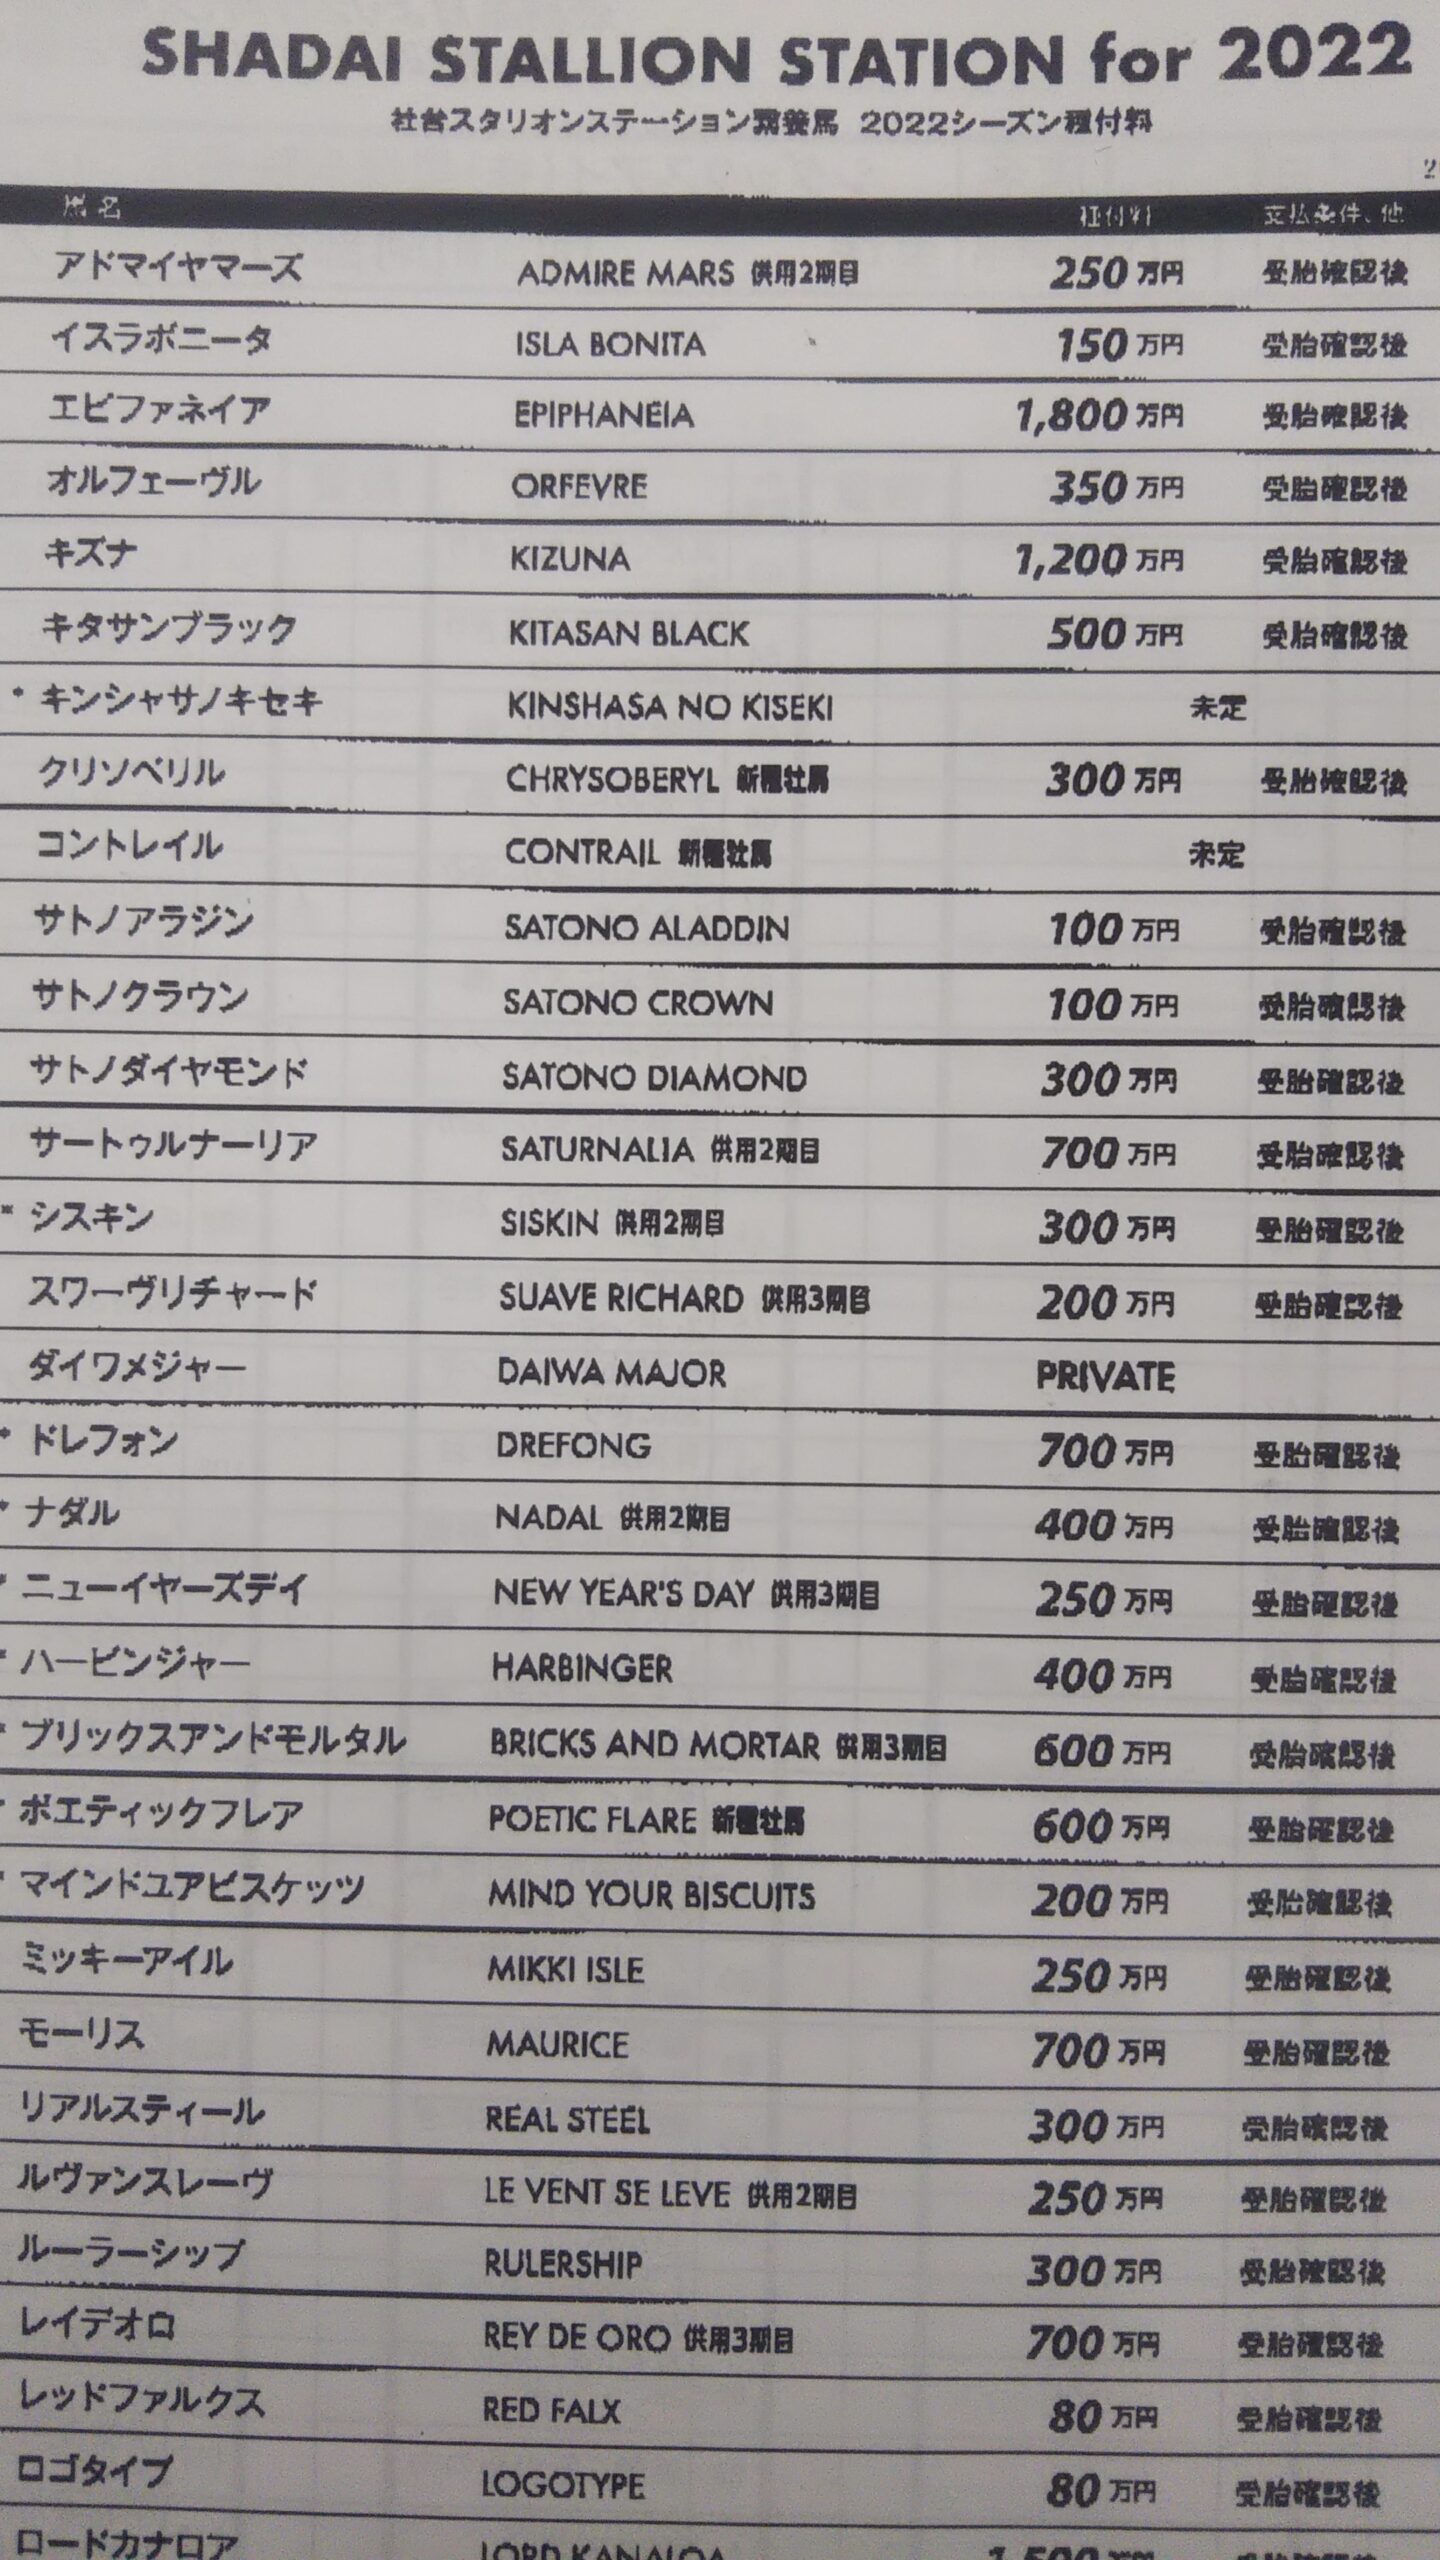 SHADAI STALLION STATION for 2022
社台スタリオンステーション繋養馬 2022シーズン種付料
2
馬名 種付料 支払条件、他
アドマイヤマーズ ADMIRE MARS 供用2期目 250万円 受胎確認後
イスラボニータ ISLA BONITA 150万円 受胎確認後
エピファネイア EPIPHANEIA 1,800万円 受胎確認後
オルフェーヴル ORFEVRE 350万円 受胎確認後
キズナ KIZUNA 1,200万円 受胎確認後
キタサンブラック KITASAN BLACK 500万円 受胎確認後
* キンシャサノキセキ KINSHASA NO KISEKI 未定
クリソベリル CHRYSOBERYL 新種牡馬 300万円 受胎確認後
コントレイル CONTRAIL 新種牡馬 未定
サトノアラジン SATONO ALADDIN 100万円 受胎確認後
サトノクラウン SATONO CROWN 100万円 受胎確認後
サトノダイヤモンド SATONO DIAMOND 300万円 受胎確認後
サートゥルナーリア SATURNALIA 供用2期目 700万円 受胎確認後
* シスキン SISKIN 供用2期目 300万円 受胎確認後
スワーヴリチャード SUAVE RICHARD 供用3期目 200万円 受胎確認後
ダイワメジャー DAIWA MAJOR PRIVATE
* ドレフォン DREFONG 700万円 受胎確認後
* ナダル NADAL 供用2期目 400万円 受胎確認後
* ニューイヤーズデイ NEW YEAR'S DAY 供用3期目 250万円 受胎確認後
* ハービンジャー HARBINGER 400万円 受胎確認後
* ブリックスアンドモルタル BRICKS AND MORTAR 供用3期目 600万円 受胎確認後
* ポエティックフレア POETIC FLARE 新種牡馬 600万円 受胎確認後
* マインドユアビスケッツ MIND YOUR BISCUITS 200万円 受胎確認後
ミッキーアイル MIKKI ISLE 250万円 受胎確認後
モーリス MAURICE 700万円 受胎確認後
リアルスティール REAL STEEL 300万円 受胎確認後
ルヴァンスレーヴ LE VENT SE LEVE 供用2期目 250万円 受胎確認後
ルーラーシップ RULERSHIP 300万円 受胎確認後
レイデオロ REY DE ORO 供用3期目 700万円 受胎確認後
レッドファルクス RED FALX 80万円 受胎確認後
ロゴタイプ LOGOTYPE 80万円 受胎確認後
ロードカナロア LORD KANALOA 1,500